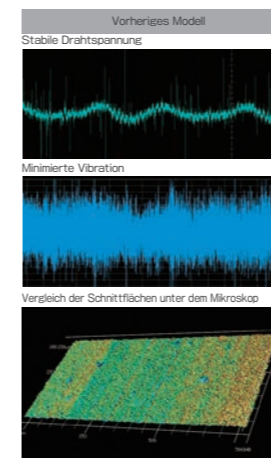 Vorheriges Modell
Stabile Drahtspannung
Minimierte Vibration
Vergleich der Schnittflächen unter dem Mikroskop